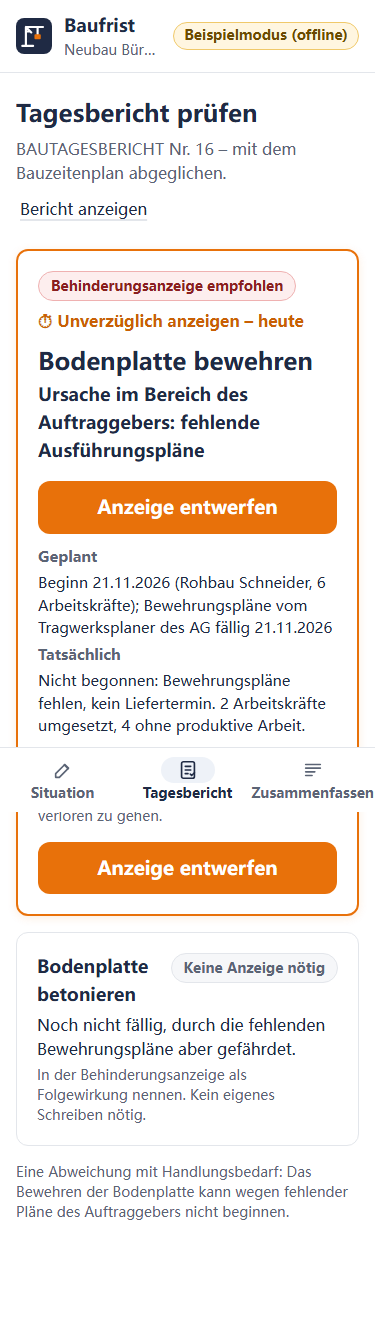 Baufrist
Neubau Bür...
Beispielmodus (offline)
Tagesbericht prüfen
BAUTAGESBERICHT Nr. 16 – mit dem
Bauzeitenplan abgeglichen.
Bericht anzeigen
Behinderungsanzeige empfohlen
Unverzüglich anzeigen – heute
Bodenplatte bewehren
Ursache im Bereich des
Auftraggebers: fehlende
Ausführungspläne
Anzeige entwerfen
Geplant
Beginn 21.11.2026 (Rohbau Schneider, 6
Arbeitskräfte); Bewehrungspläne vom
Tragwerksplaner des AG fällig 21.11.2026
Tatsächlich
Nicht begonnen: Bewehrungspläne
fehlen, kein Liefertermin. 2 Arbeitskräfte
umgesetzt, 4 ohne produktive Arbeit.
Situation
Tagesbericht
Zusammenfassen
verloren zu gehen.
Anzeige entwerfen
Bodenplatte
betonieren
Keine Anzeige nötig
Noch nicht fällig, durch die fehlenden
Bewehrungspläne aber gefährdet.
In der Behinderungsanzeige als
Folgewirkung nennen. Kein eigenes
Schreiben nötig.
Eine Abweichung mit Handlungsbedarf: Das
Bewehren der Bodenplatte kann wegen fehlender
Pläne des Auftraggebers nicht beginnen.